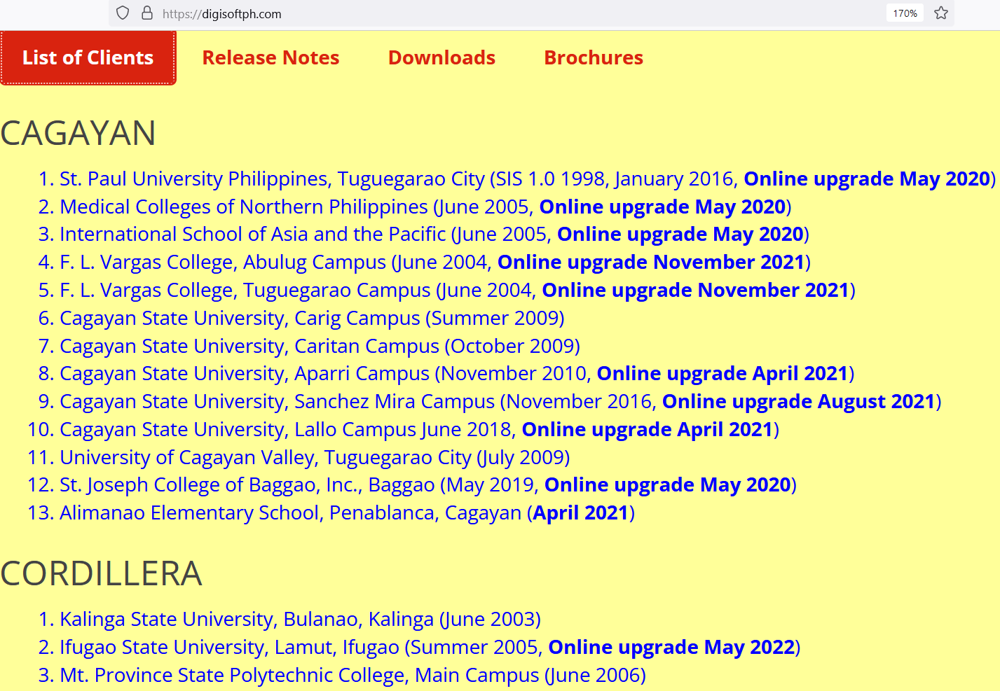 https://digisoftph.com 170%
List of Clients Release Notes Downloads Brochures
CAGAYAN
1. St. Paul University Philippines, Tuguegarao City (SIS 1.0 1998, January 2016, Online upgrade May 2020)
2. Medical Colleges of Northern Philippines (June 2005, Online upgrade May 2020)
3. International School of Asia and the Pacific (June 2005, Online upgrade May 2020)
4. F. L. Vargas College, Abulug Campus (June 2004, Online upgrade November 2021)
5. F. L. Vargas College, Tuguegarao Campus (June 2004, Online upgrade November 2021)
6. Cagayan State University, Carig Campus (Summer 2009)
7. Cagayan State University, Caritan Campus (October 2009)
8. Cagayan State University, Aparri Campus (November 2010, Online upgrade April 2021)
9. Cagayan State University, Sanchez Mira Campus (November 2016, Online upgrade August 2021)
10. Cagayan State University, Lallo Campus June 2018, Online upgrade April 2021)
11. University of Cagayan Valley, Tuguegarao City (July 2009)
12. St. Joseph College of Baggao, Inc., Baggao (May 2019, Online upgrade May 2020)
13. Alimanao Elementary School, Penablanca, Cagayan (April 2021)
CORDILLERA
1. Kalinga State University, Bulanao, Kalinga (June 2003)
2. Ifugao State University, Lamut, Ifugao (Summer 2005, Online upgrade May 2022)
3. Mt. Province State Polytechnic College, Main Campus (June 2006)